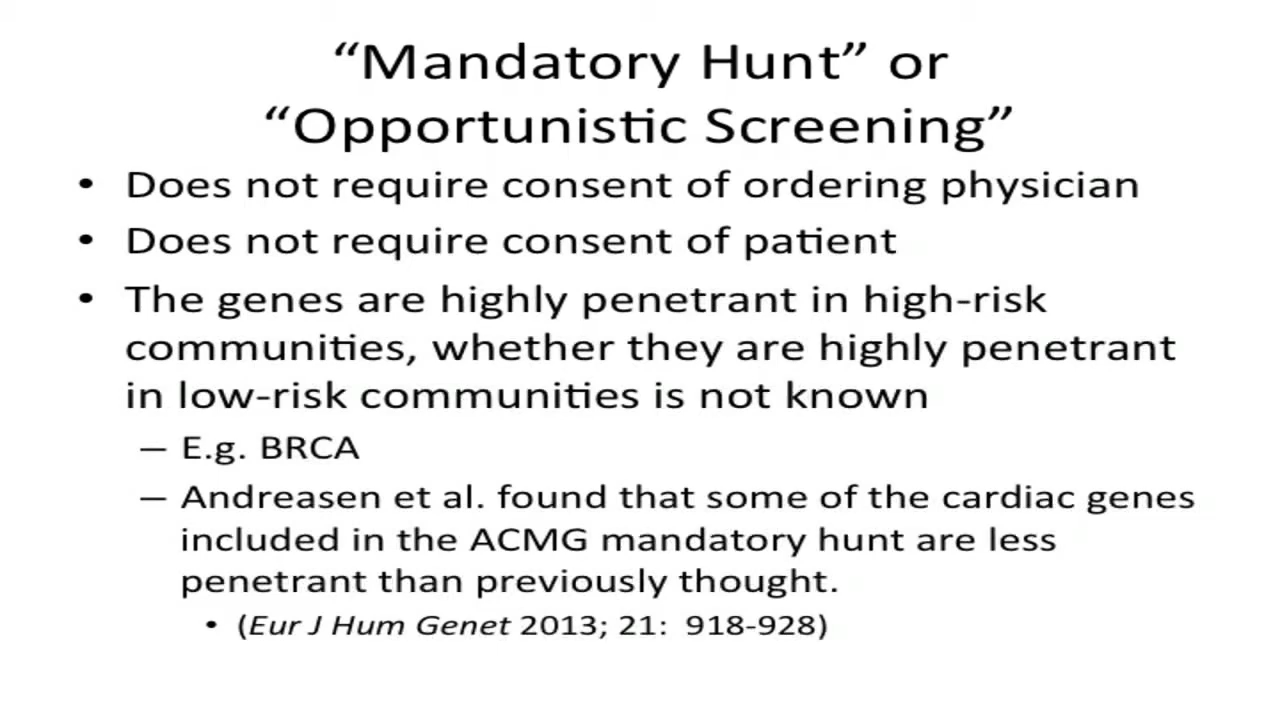 “Mandatory Hunt” or
“Opportunistic Screening”
• Does not require consent of ordering physician
• Does not require consent of patient
• The genes are highly penetrant in high-risk
communities, whether they are highly penetrant
in low-risk communities is not known
– E.g. BRCA
– Andreasen et al. found that some of the cardiac genes
included in the ACMG mandatory hunt are less
penetrant than previously thought.
• (Eur J Hum Genet 2013; 21: 918-928)